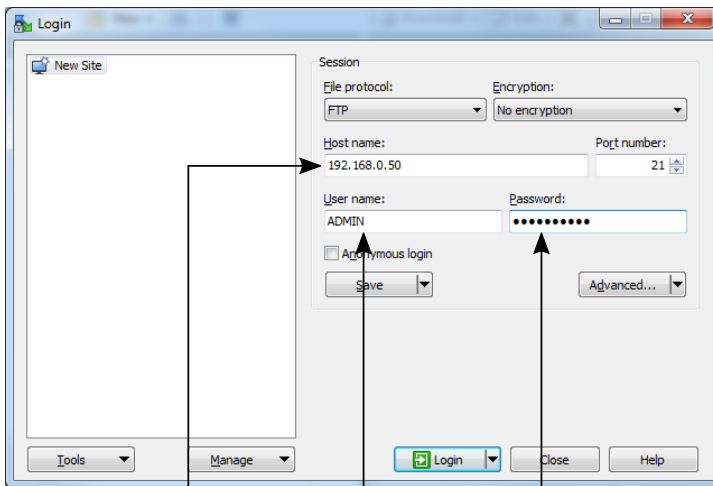 Login
New Site
Session
File protocol: Encryption:
FTP No encryption
Host name: Port number:
192.168.0.50 21
User name: Password:
ADMIN ●●●●●●●●●●
Anonymous login
Save Advanced...
Tools Manage Login Close Help